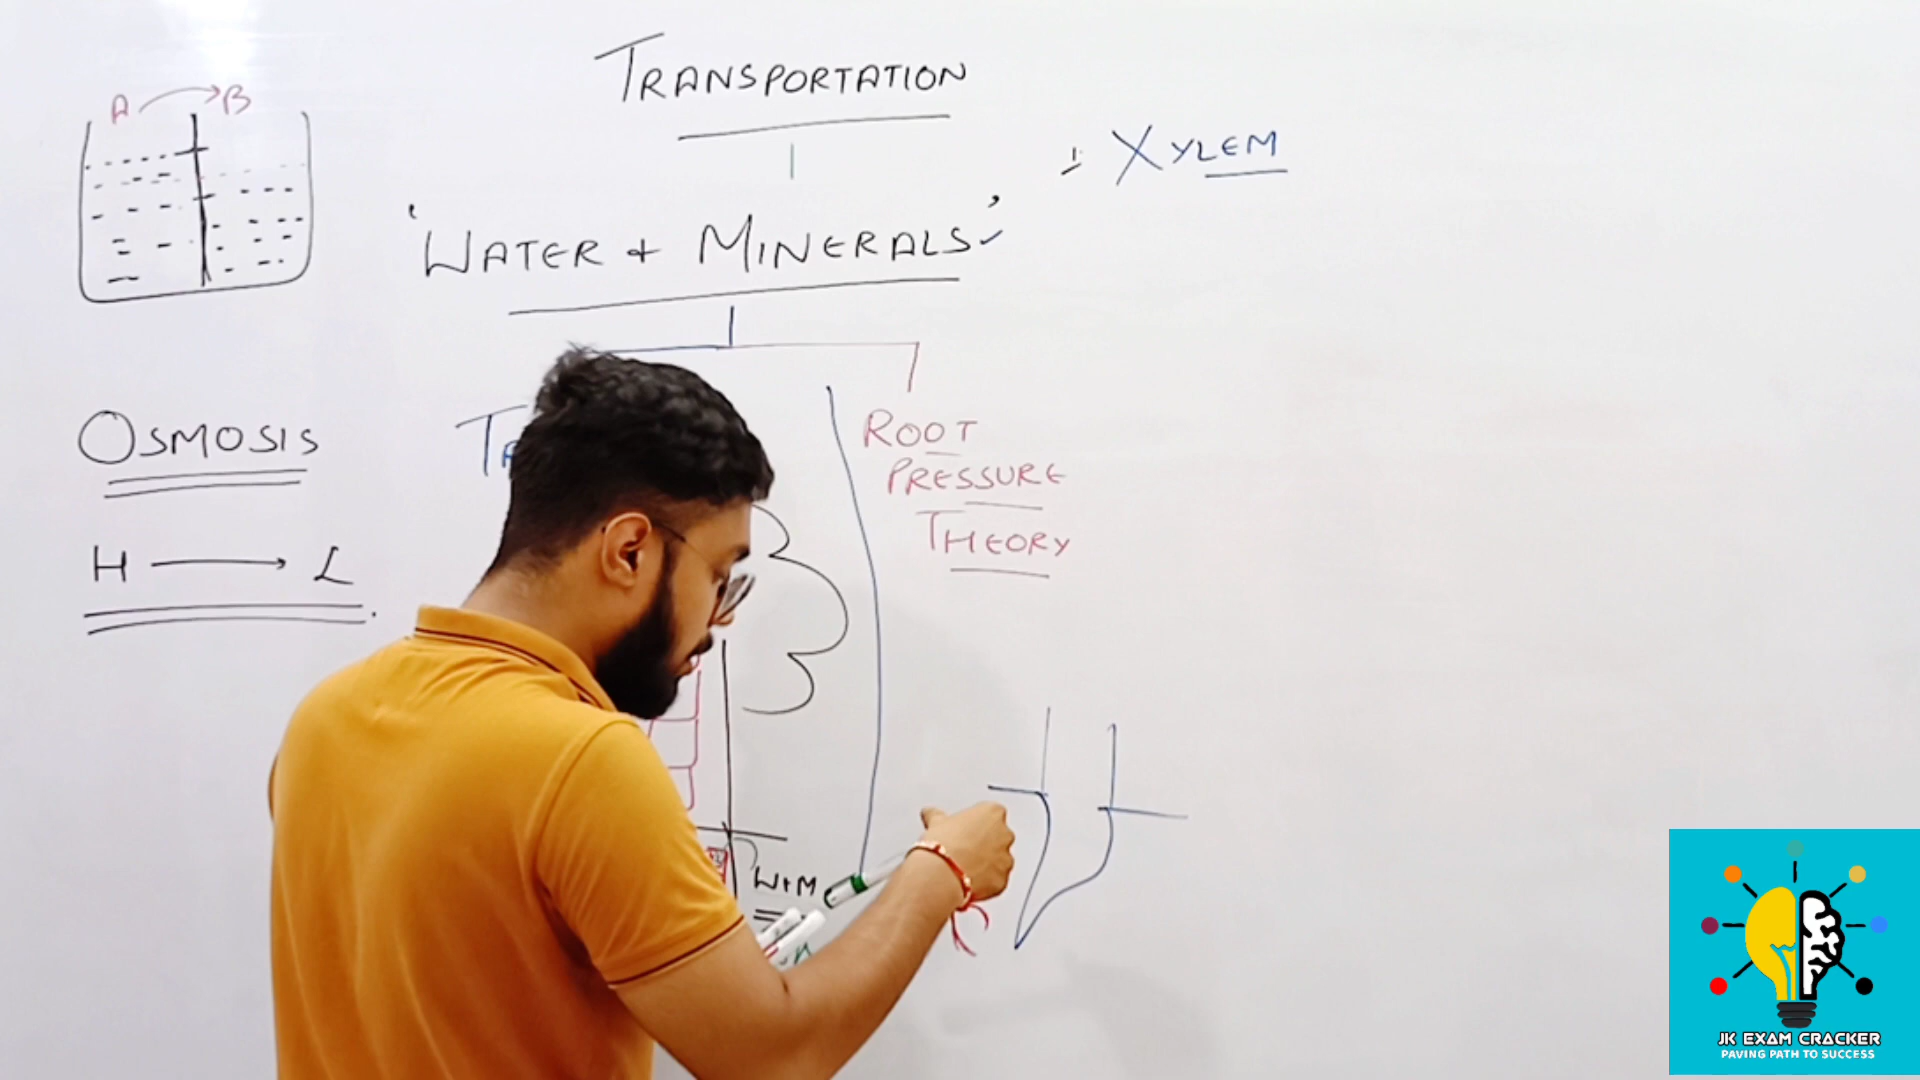 TRANSPORTATION
: XYLEM
A B
'WATER + MINERALS'
OSMOSIS
H → L
ROOT
PRESSURE
THEORY
W+M
JK EXAM CRACKER
PAVING PATH TO SUCCESS